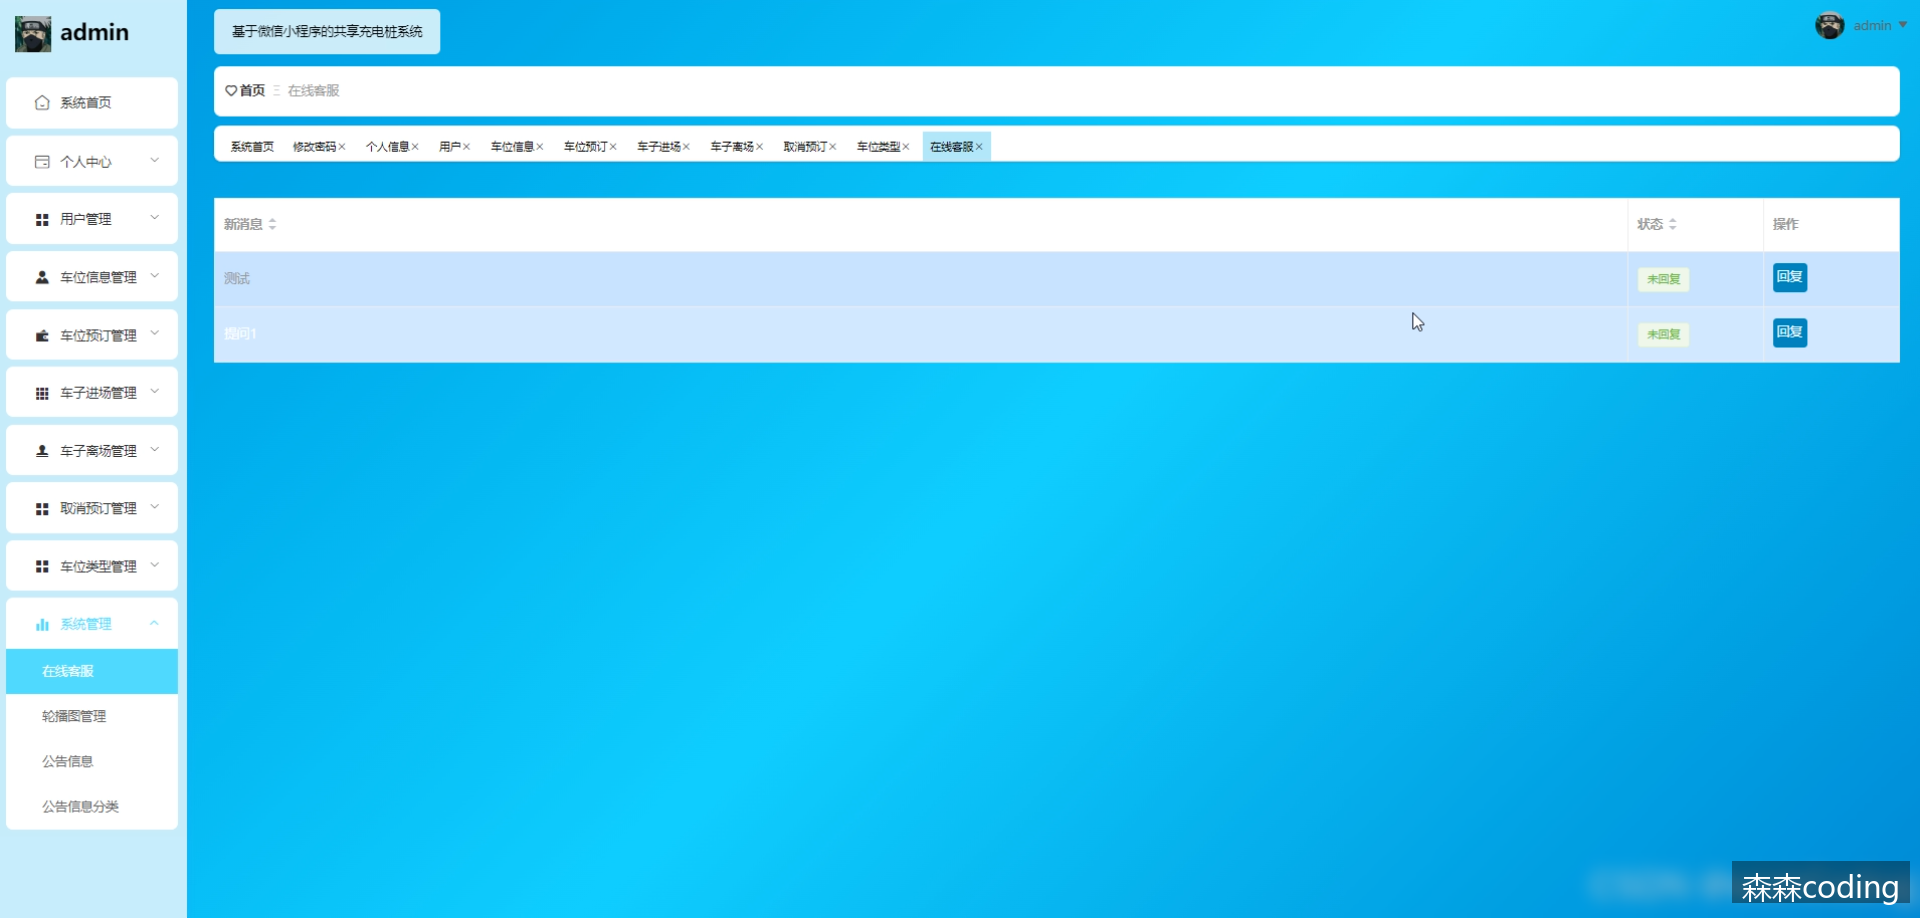 admin
系统首页
个人中心
用户管理
车位信息管理
车位预订管理
车子进场管理
车子离场管理
取消预订管理
车位类型管理
系统管理
在线客服
轮播图管理
公告信息
公告信息分类
基于微信小程序的共享充电桩系统
admin
首页 在线客服
系统首页 修改密码 个人信息 用户 车位信息 车位预订 车子进场 车子离场 取消预订 车位类型 在线客服
新消息 状态 操作
测试 未回复 回复
提问1 未回复 回复
森森coding